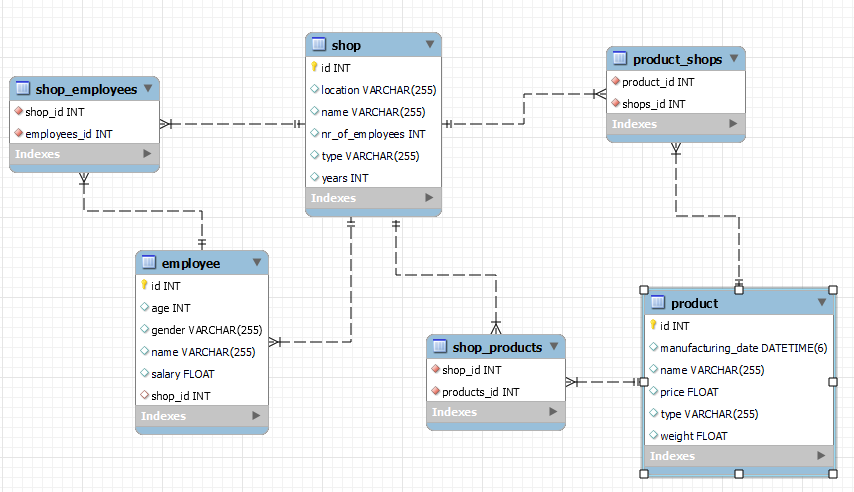 shop
id INT
location VARCHAR(255)
name VARCHAR(255)
nr_of_employees INT
type VARCHAR(255)
years INT
Indexes
product_shops
product_id INT
shops_id INT
Indexes
shop_employees
shop_id INT
employees_id INT
Indexes
employee
id INT
age INT
gender VARCHAR(255)
name VARCHAR(255)
salary FLOAT
shop_id INT
Indexes
shop_products
shop_id INT
products_id INT
Indexes
product
id INT
manufacturing_date DATETIME(6)
name VARCHAR(255)
price FLOAT
type VARCHAR(255)
weight FLOAT
Indexes